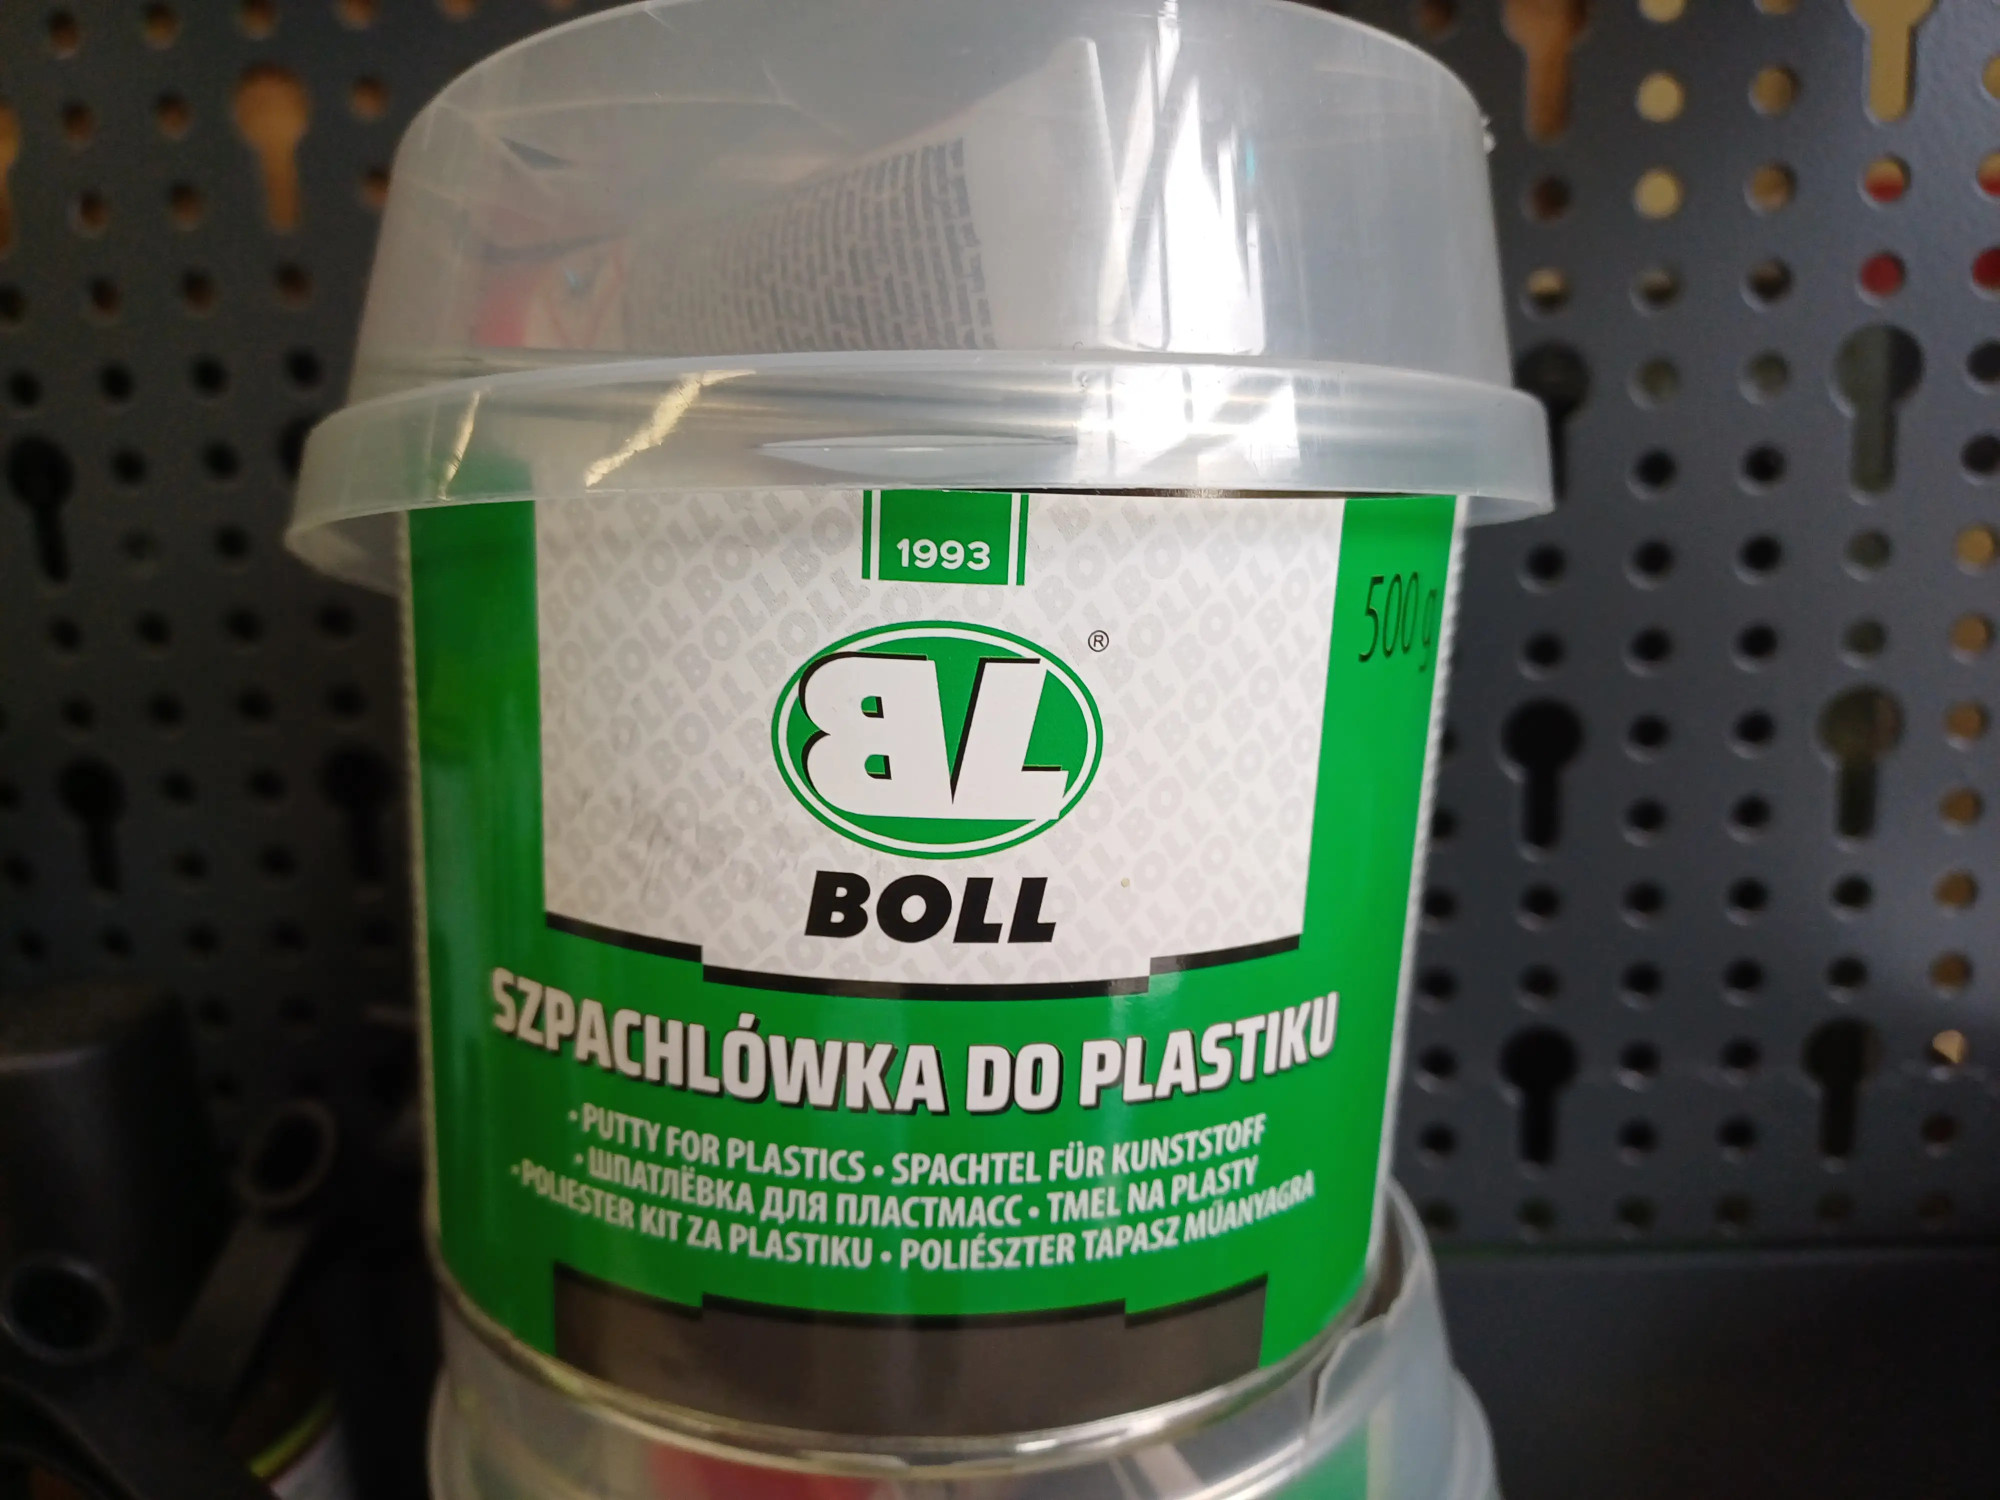 1993
500 g
BL ®
BOLL
SZPACHLÓWKA DO PLASTIKU
• PUTTY FOR PLASTICS • SPACHTEL FÜR KUNSTSTOFF
• ШПАТЛЁВКА ДЛЯ ПЛАСТМАСС • TMEL NA PLASTY
• POLIESTER KIT ZA PLASTIKU • POLIÉSZTER TAPASZ MŰANYAGRA